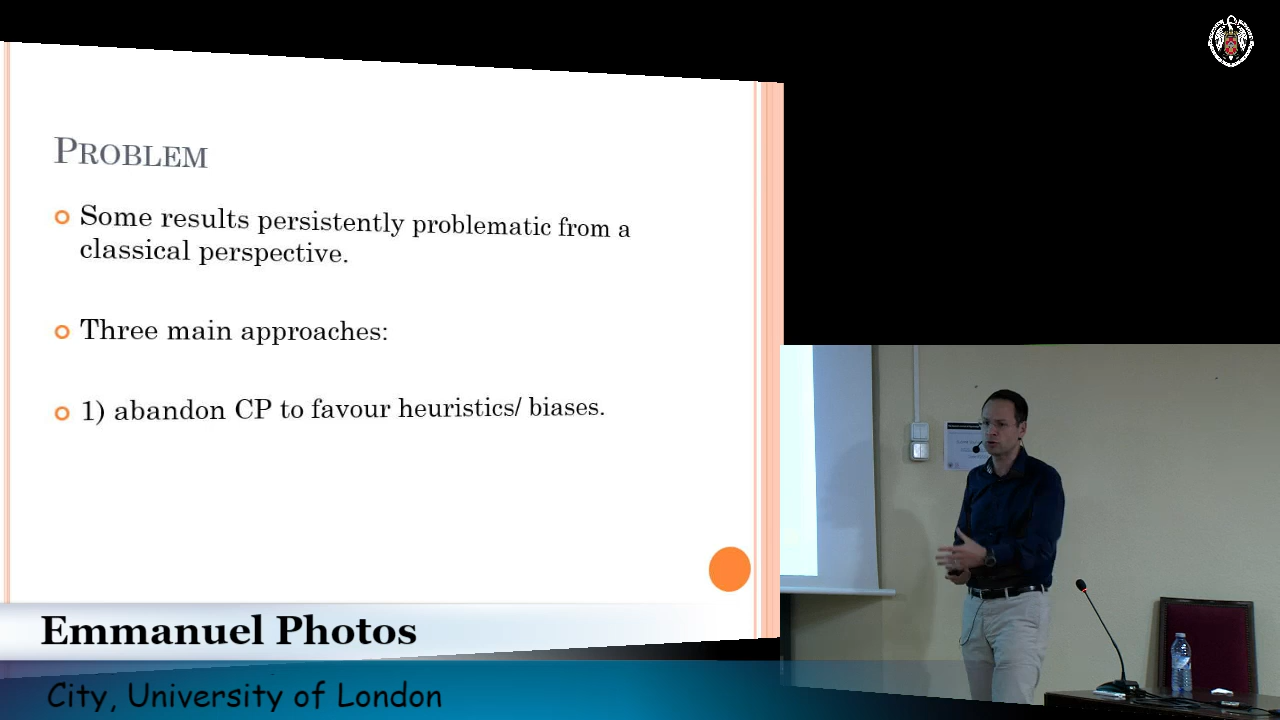 PROBLEM
Some results persistently problematic from a
classical perspective.
Three main approaches:
1) abandon CP to favour heuristics/ biases.
Emmanuel Photos
City, University of London